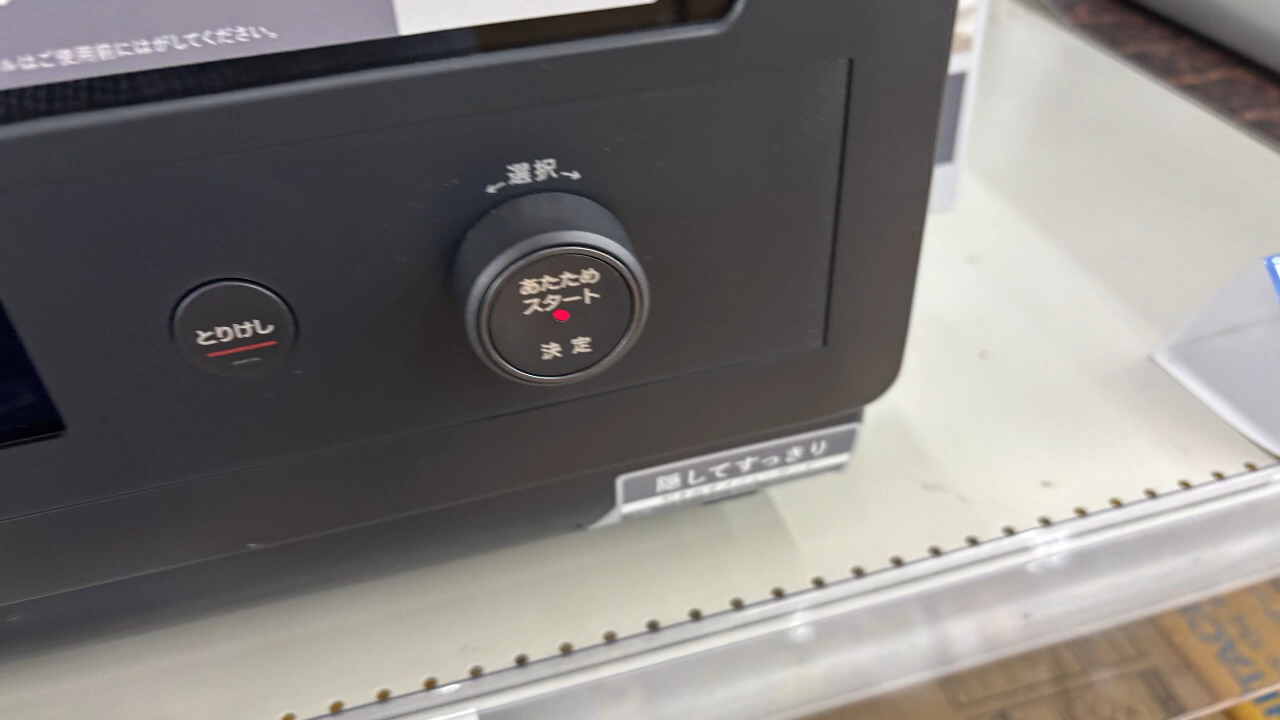 ルはご使用前にはがしてください。
←選択→
あたため
スタート
決定
とりけし
隠してすっきり